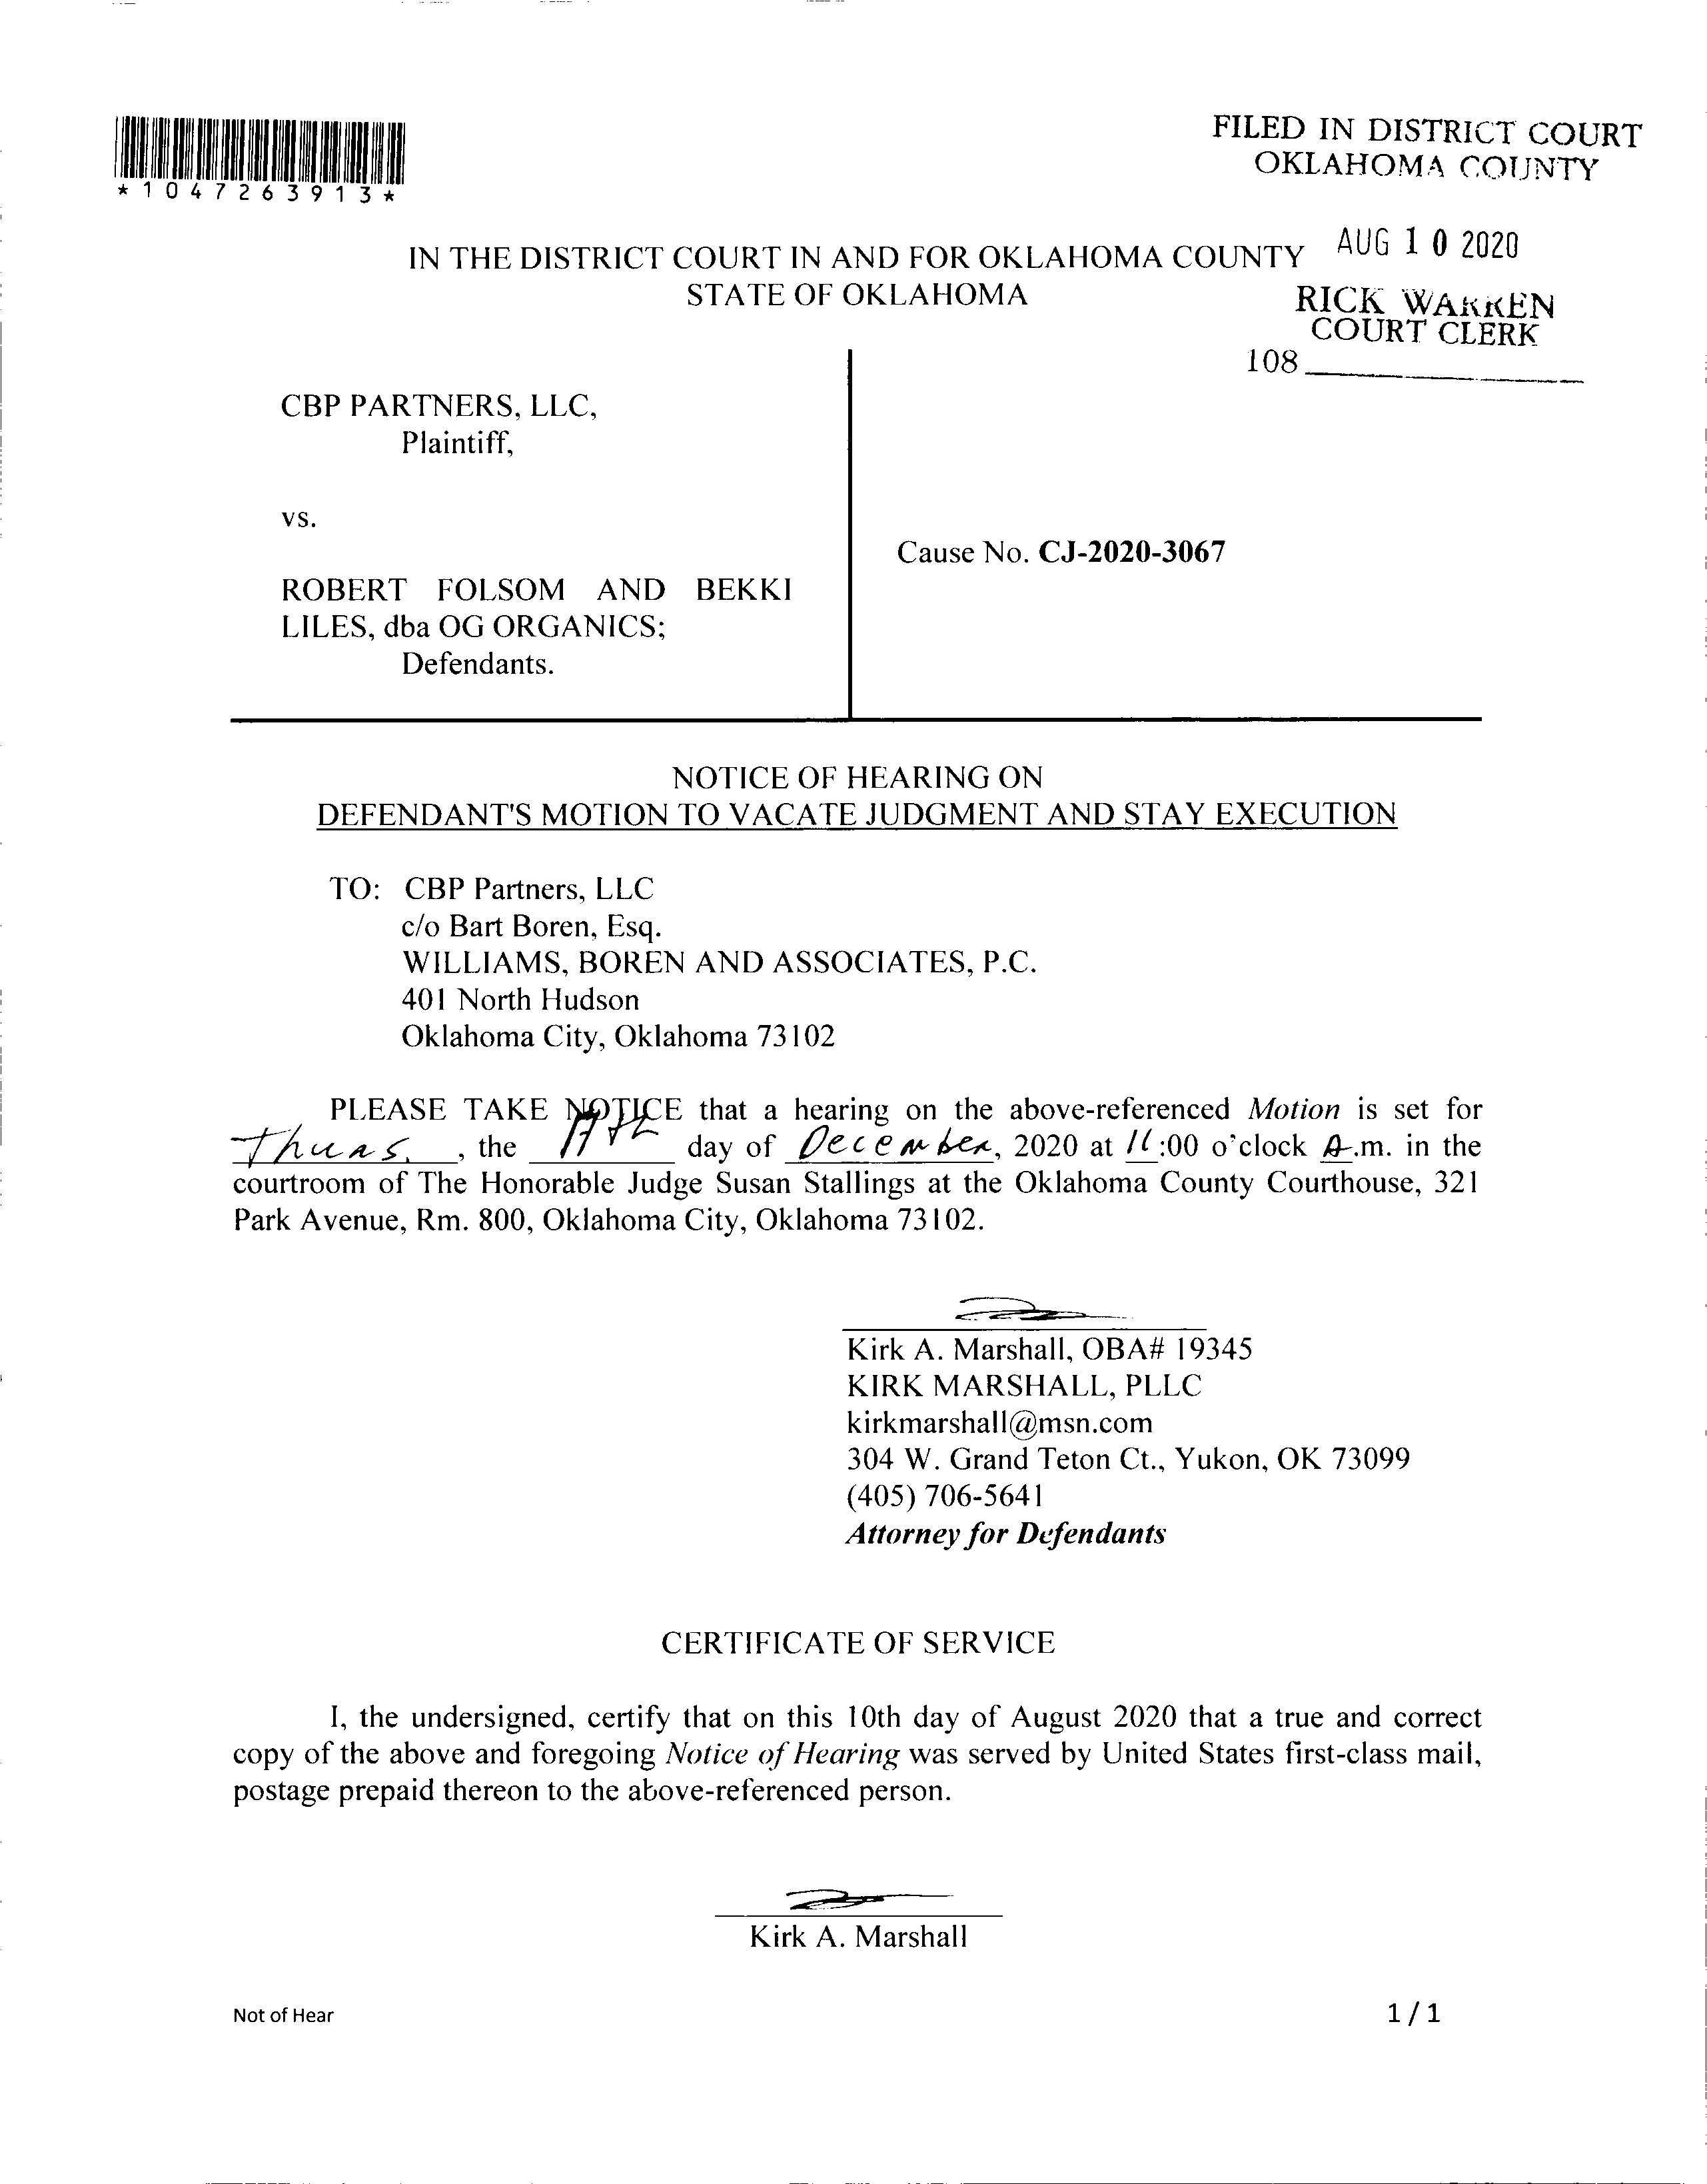 *1047263913*
FILED IN DISTRICT COURT
OKLAHOMA COUNTY
AUG 10 2020
RICK WARREN
COURT CLERK
108
IN THE DISTRICT COURT IN AND FOR OKLAHOMA COUNTY
STATE OF OKLAHOMA
CBP PARTNERS, LLC,
Plaintiff,
vs.
ROBERT FOLSOM AND BEKKI
LILES, dba OG ORGANICS;
Defendants.
Cause No. CJ-2020-3067
NOTICE OF HEARING ON
DEFENDANT'S MOTION TO VACATE JUDGMENT AND STAY EXECUTION
TO: CBP Partners, LLC
c/o Bart Boren, Esq.
WILLIAMS, BOREN AND ASSOCIATES, P.C.
401 North Hudson
Oklahoma City, Oklahoma 73102
PLEASE TAKE NOTICE that a hearing on the above-referenced Motion is set for
Thurs., the 17th day of December, 2020 at 11:00 o'clock A.m. in the
courtroom of The Honorable Judge Susan Stallings at the Oklahoma County Courthouse, 321
Park Avenue, Rm. 800, Oklahoma City, Oklahoma 73102.
Kirk A. Marshall, OBA# 19345
KIRK MARSHALL, PLLC
kirkmarshall@msn.com
304 W. Grand Teton Ct., Yukon, OK 73099
(405) 706-5641
Attorney for Defendants
CERTIFICATE OF SERVICE
I, the undersigned, certify that on this 10th day of August 2020 that a true and correct
copy of the above and foregoing Notice of Hearing was served by United States first-class mail,
postage prepaid thereon to the above-referenced person.
Kirk A. Marshall
Not of Hear
1 / 1